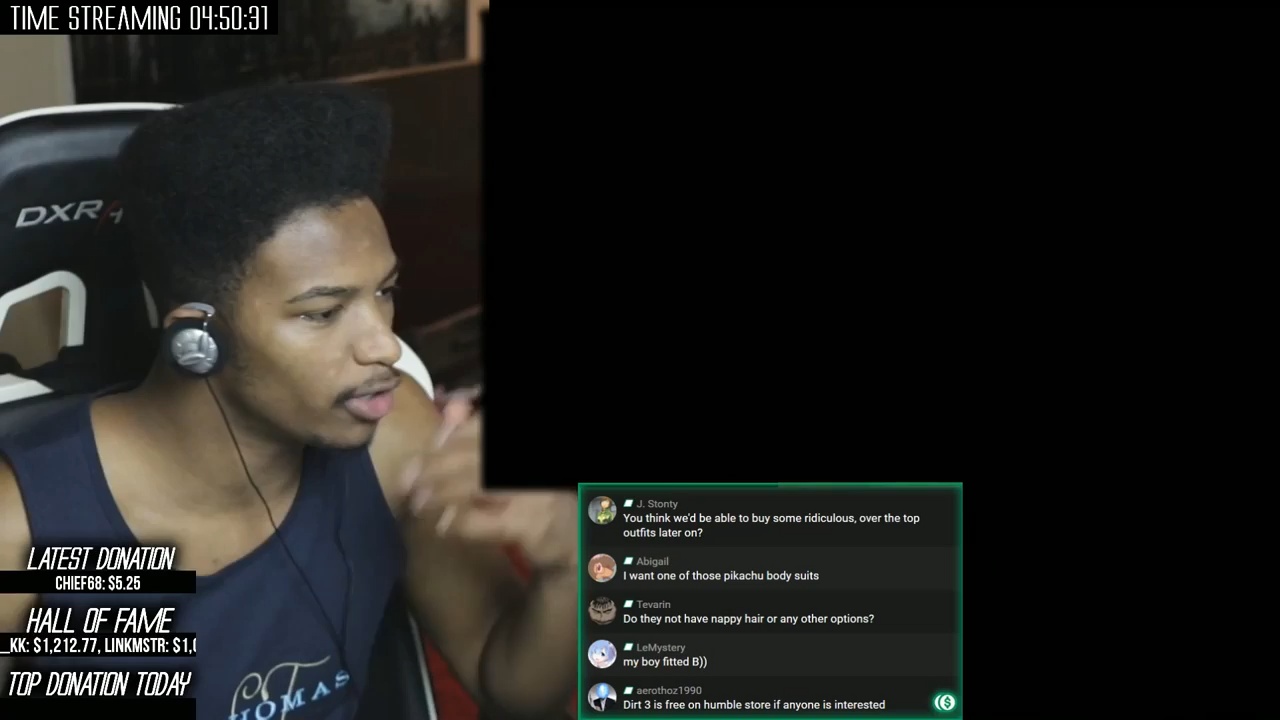 TIME STREAMING 04:50:31
DXR
J. Stonty
You think we'd be able to buy some ridiculous, over the top
outfits later on?
Abigail
I want one of those pikachu body suits
Tevarin
Do they not have nappy hair or any other options?
LeMystery
my boy fitted B))
aerothoz1990
Dirt 3 is free on humble store if anyone is interested
LATEST DONATION
CHIEF68: $5.25
HALL OF FAME
_KK: $1,212.77, LINKMSTR: $1,
TOP DONATION TODAY
THOMAS